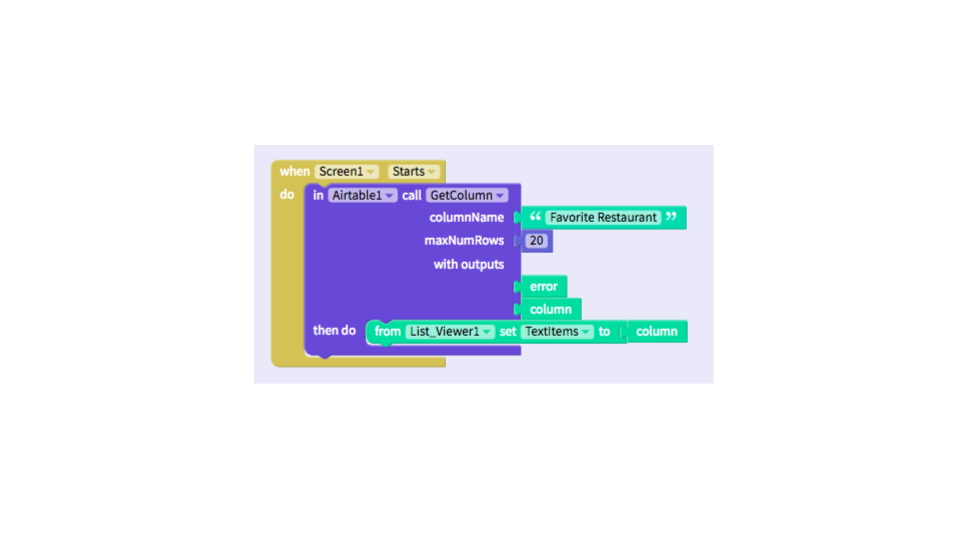 when Screen1 Starts
do in Airtable1 call GetColumn
columnName “ Favorite Restaurant ”
maxNumRows 20
with outputs
error
column
then do from List_Viewer1 set TextItems to column